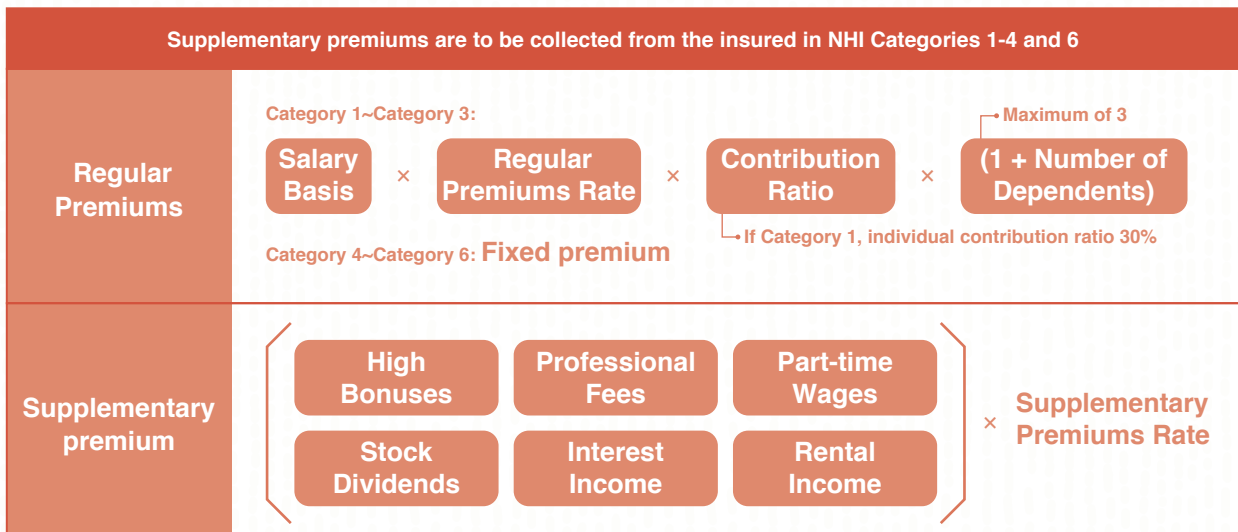 Supplementary premiums are to be collected from the insured in NHI Categories 1-4 and 6
Regular
Premiums
Category 1~Category 3:
Maximum of 3
Salary
Basis
×
Regular
Premiums Rate
×
Contribution
Ratio
×
(1 + Number of
Dependents)
If Category 1, individual contribution ratio 30%
Category 4~Category 6: Fixed premium
Supplementary
premium
High
Bonuses
Professional
Fees
Part-time
Wages
Stock
Dividends
Interest
Income
Rental
Income
×
Supplementary
Premiums Rate